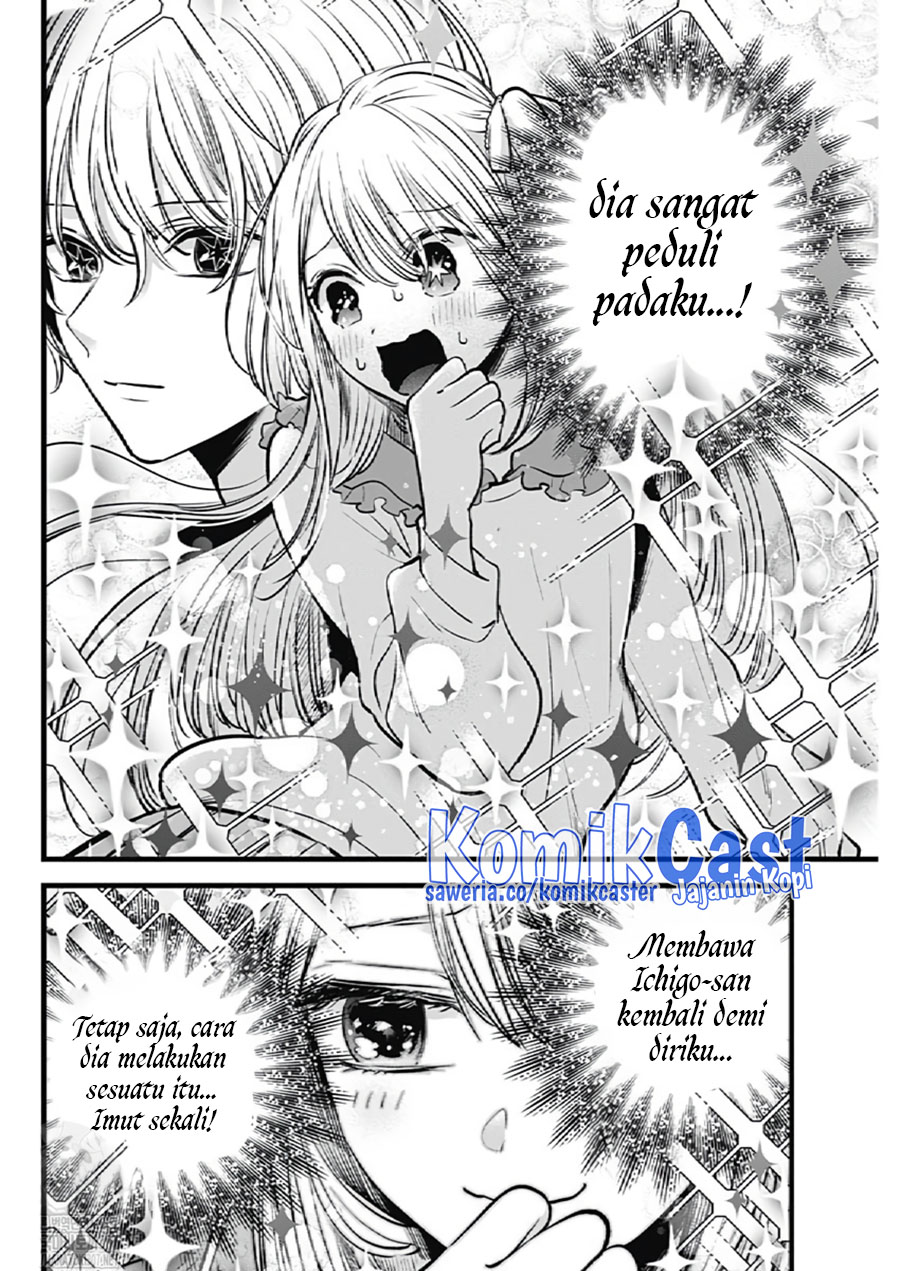 dia sangat
peduli
padaku...!
KomikCast
saweria.co/komikcaster
Jajanin Kopi
Membawa
Ichigo-san
kembali demi
diriku...
Tetap saja, cara
dia melakukan
sesuatu itu...
Imut sekali!